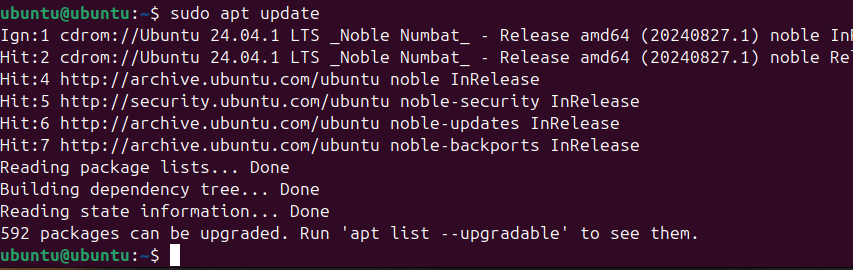 ubuntu@ubuntu:~$ sudo apt update
Ign:1 cdrom://Ubuntu 24.04.1 LTS _Noble Numbat_ - Release amd64 (20240827.1) noble InR
Hit:2 cdrom://Ubuntu 24.04.1 LTS _Noble Numbat_ - Release amd64 (20240827.1) noble Rel
Hit:4 http://archive.ubuntu.com/ubuntu noble InRelease
Hit:5 http://security.ubuntu.com/ubuntu noble-security InRelease
Hit:6 http://archive.ubuntu.com/ubuntu noble-updates InRelease
Hit:7 http://archive.ubuntu.com/ubuntu noble-backports InRelease
Reading package lists... Done
Building dependency tree... Done
Reading state information... Done
592 packages can be upgraded. Run 'apt list --upgradable' to see them.
ubuntu@ubuntu:~$